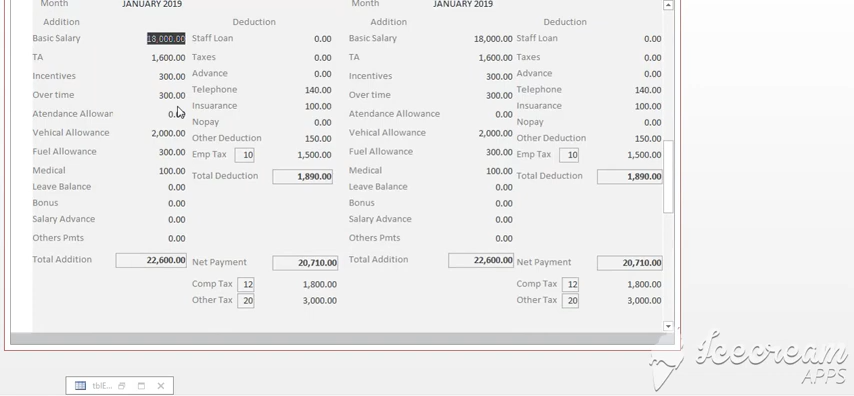 Month JANUARY 2019 Month JANUARY 2019
Addition Deduction Addition Deduction
Basic Salary 18,000.00 Staff Loan 0.00 Basic Salary 18,000.00 Staff Loan 0.00
TA 1,600.00 Taxes 0.00 TA 1,600.00 Taxes 0.00
Incentives 300.00 Advance 0.00 Incentives 300.00 Advance 0.00
Over time 300.00 Telephone 140.00 Over time 300.00 Telephone 140.00
Atendance Allowan 0. Insuarance 100.00 Atendance Allowance 0.00 Insuarance 100.00
Nopay 0.00 Nopay 0.00
Vehical Allowance 2,000.00 Other Deduction 150.00 Vehical Allowance 2,000.00 Other Deduction 150.00
Fuel Allowance 300.00 Emp Tax 10 1,500.00 Fuel Allowance 300.00 Emp Tax 10 1,500.00
Medical 100.00 Total Deduction 1,890.00 Medical 100.00 Total Deduction 1,890.00
Leave Balance 0.00 Leave Balance 0.00
Bonus 0.00 Bonus 0.00
Salary Advance 0.00 Salary Advance 0.00
Others Pmts 0.00 Others Pmts 0.00
Total Addition 22,600.00 Net Payment 20,710.00 Total Addition 22,600.00 Net Payment 20,710.00
Comp Tax 12 1,800.00 Comp Tax 12 1,800.00
Other Tax 20 3,000.00 Other Tax 20 3,000.00
Icecream
APPS
tblE...